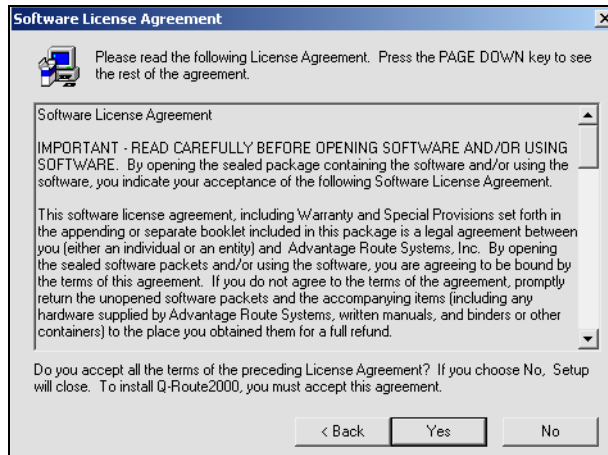 Software License Agreement
Please read the following License Agreement. Press the PAGE DOWN key to see
the rest of the agreement.
Software License Agreement
IMPORTANT - READ CAREFULLY BEFORE OPENING SOFTWARE AND/OR USING
SOFTWARE. By opening the sealed package containing the software and/or using the
software, you indicate your acceptance of the following Software License Agreement.
This software license agreement, including Warranty and Special Provisions set forth in
the appending or separate booklet included in this package is a legal agreement between
you (either an individual or an entity) and Advantage Route Systems, Inc. By opening
the sealed software packets and/or using the software, you are agreeing to be bound by
the terms of this agreement. If you do not agree to the terms of the agreement, promptly
return the unopened software packets and the accompanying items (including any
hardware supplied by Advantage Route Systems, written manuals, and binders or other
containers) to the place you obtained them for a full refund.
Do you accept all the terms of the preceding License Agreement? If you choose No, Setup
will close. To install Q-Route2000, you must accept this agreement.
< Back Yes No